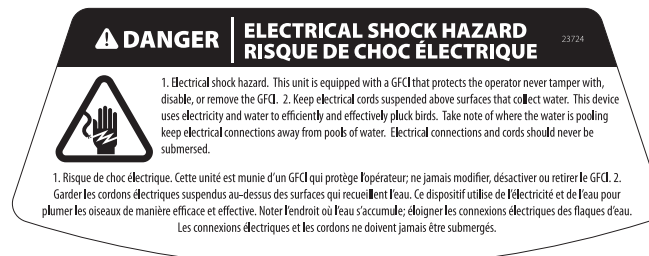 DANGER
ELECTRICAL SHOCK HAZARD
RISQUE DE CHOC ÉLECTRIQUE
23724
1. Electrical shock hazard. This unit is equipped with a GFCI that protects the operator never tamper with,
disable, or remove the GFCI. 2. Keep electrical cords suspended above surfaces that collect water. This device
uses electricity and water to efficiently and effectively pluck birds. Take note of where the water is pooling
keep electrical connections away from pools of water. Electrical connections and cords should never be
submersed.
1. Risque de choc électrique. Cette unité est munie d'un GFCI qui protège l'opérateur; ne jamais modifier, désactiver ou retirer le GFCI. 2.
Garder les cordons électriques suspendus au-dessus des surfaces qui recueillent l'eau. Ce dispositif utilise de l'électricité et de l'eau pour
plumer les oiseaux de manière efficace et effective. Noter l'endroit où l'eau s'accumule; éloigner les connexions électriques des flaques d'eau.
Les connexions électriques et les cordons ne doivent jamais être submergés.